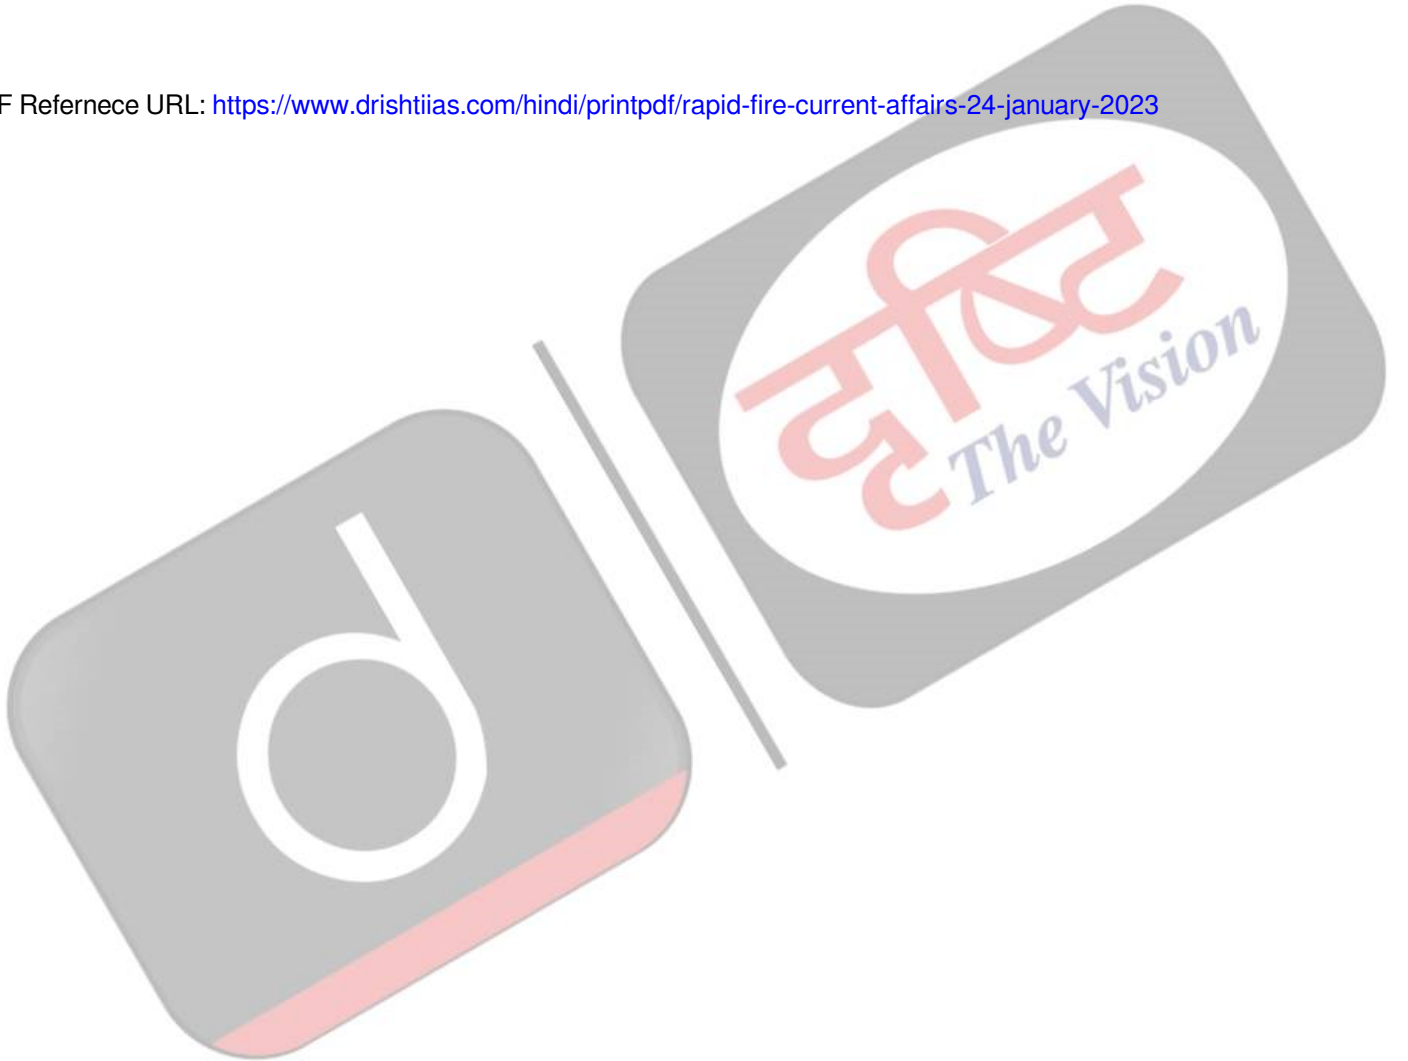 F Refernece URL: https://www.drishtiias.com/hindi/printpdf/rapid-fire-current-affairs-24-january-2023
दृष्टि
The Vision
d